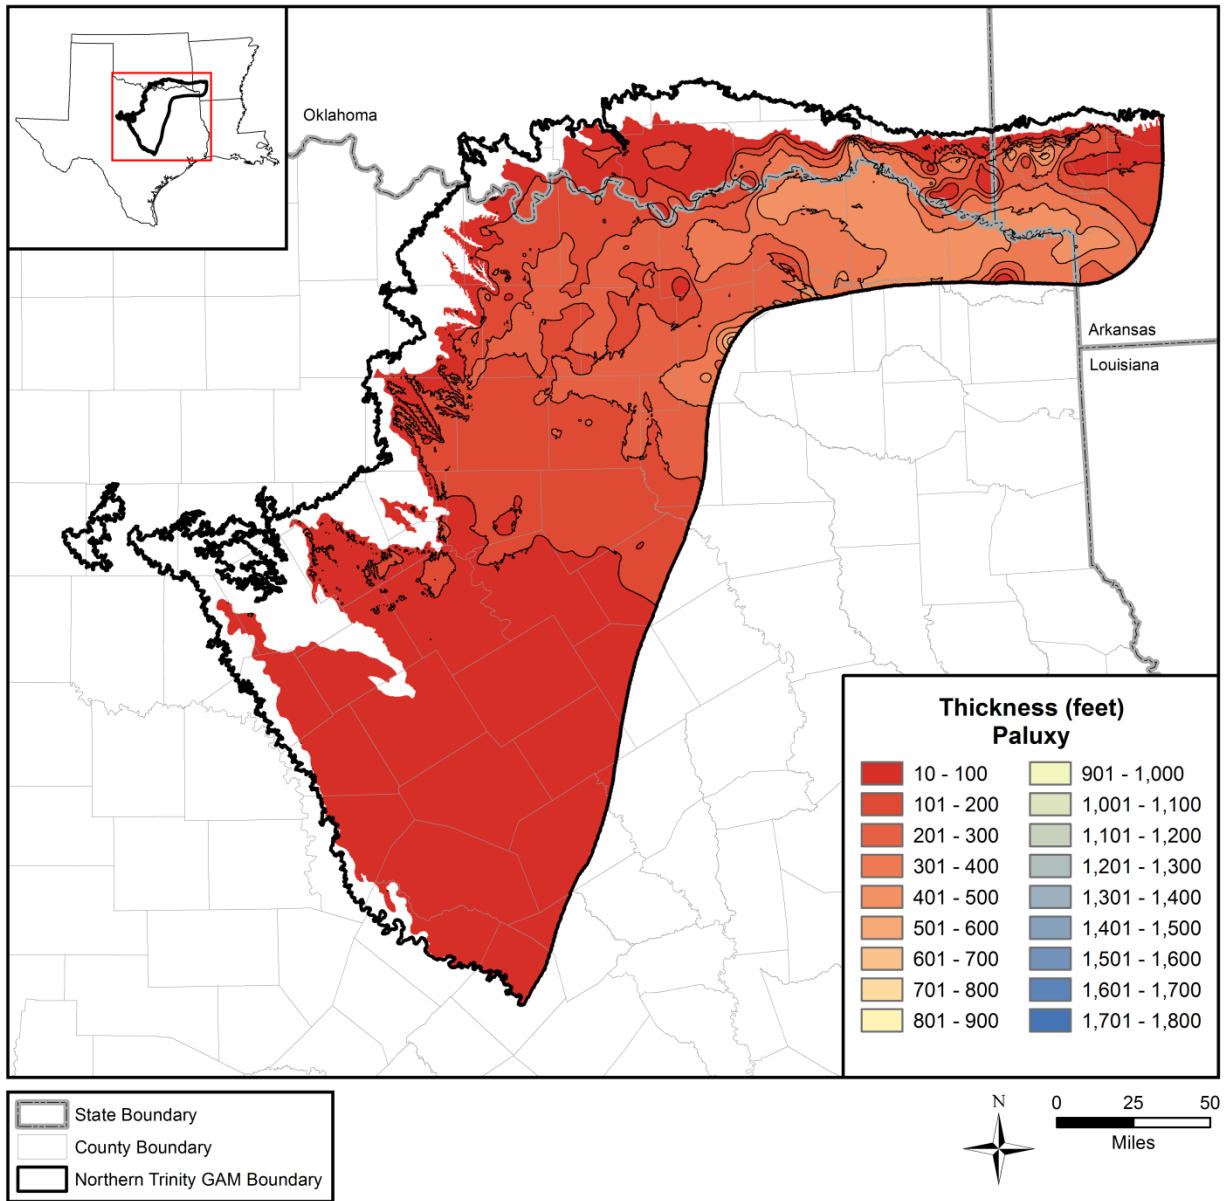 Oklahoma
Arkansas
Louisiana
Thickness (feet)
Paluxy
10 - 100
101 - 200
201 - 300
301 - 400
401 - 500
501 - 600
601 - 700
701 - 800
801 - 900
901 - 1,000
1,001 - 1,100
1,101 - 1,200
1,201 - 1,300
1,301 - 1,400
1,401 - 1,500
1,501 - 1,600
1,601 - 1,700
1,701 - 1,800
State Boundary
County Boundary
Northern Trinity GAM Boundary
N
0 25 50
Miles